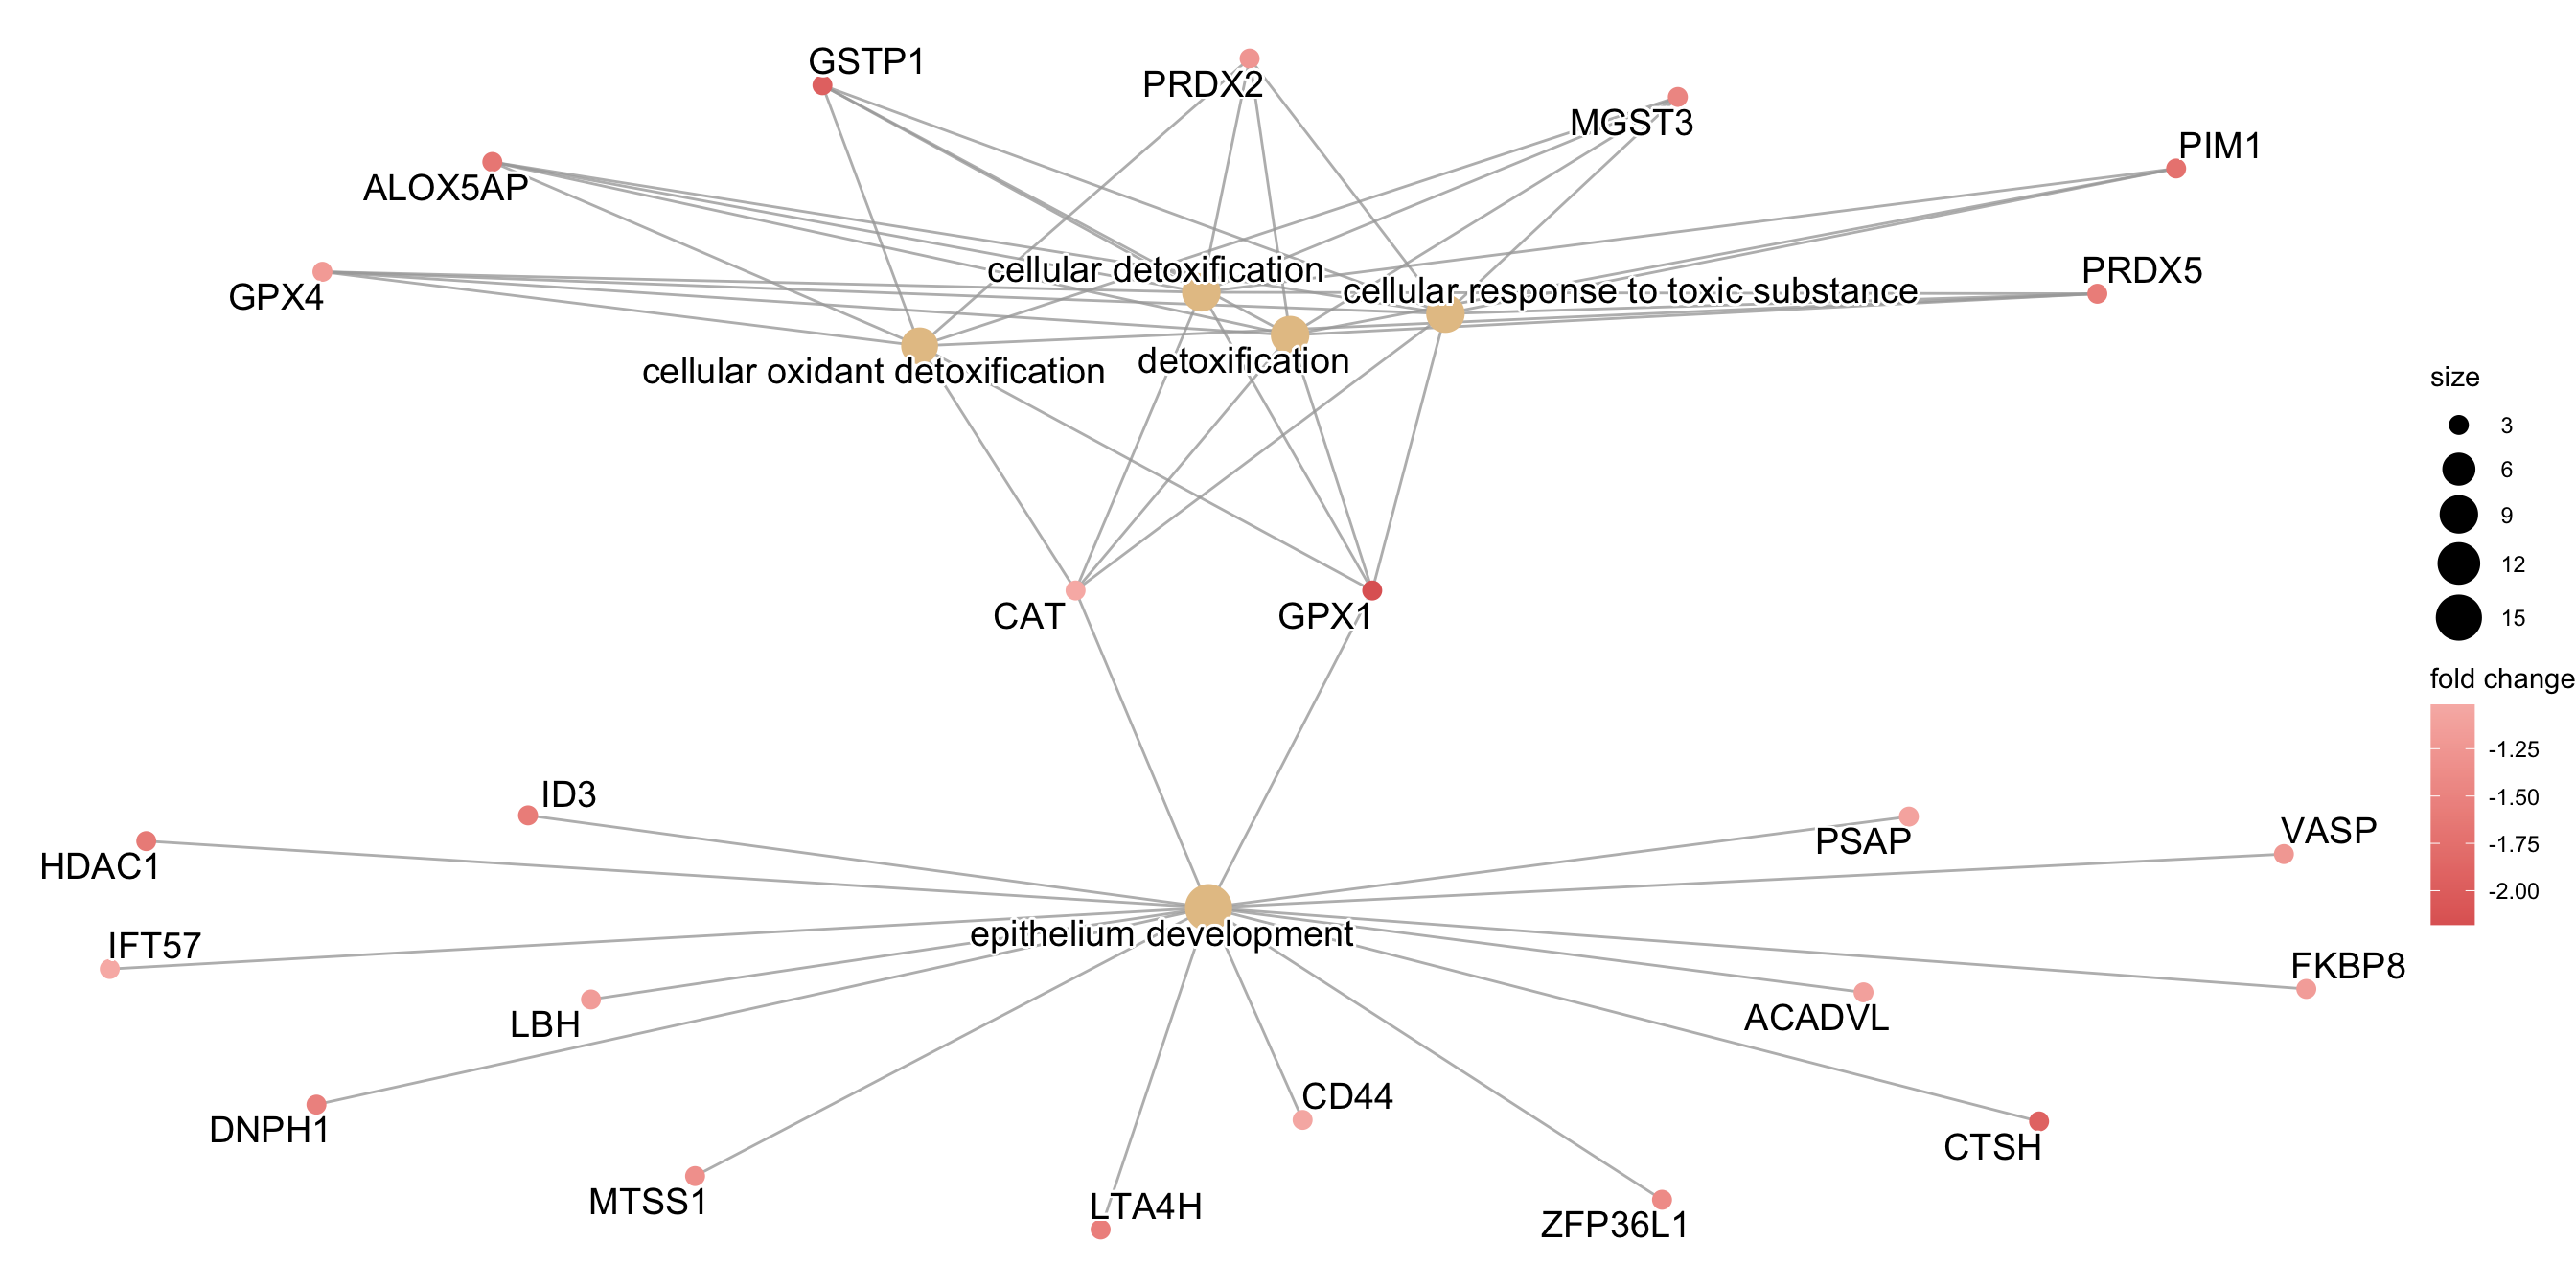 GSTP1
PRDX2
MGST3
PIM1
ALOX5AP
GPX4
cellular detoxification
cellular response to toxic substance
PRDX5
cellular oxidant detoxification
detoxification
CAT
GPX1
size
3
6
9
12
15
fold change
-1.25
-1.50
-1.75
-2.00
ID3
HDAC1
PSAP
VASP
IFT57
epithelium development
LBH
FKBP8
ACADVL
DNPH1
CD44
CTSH
MTSS1
LTA4H
ZFP36L1